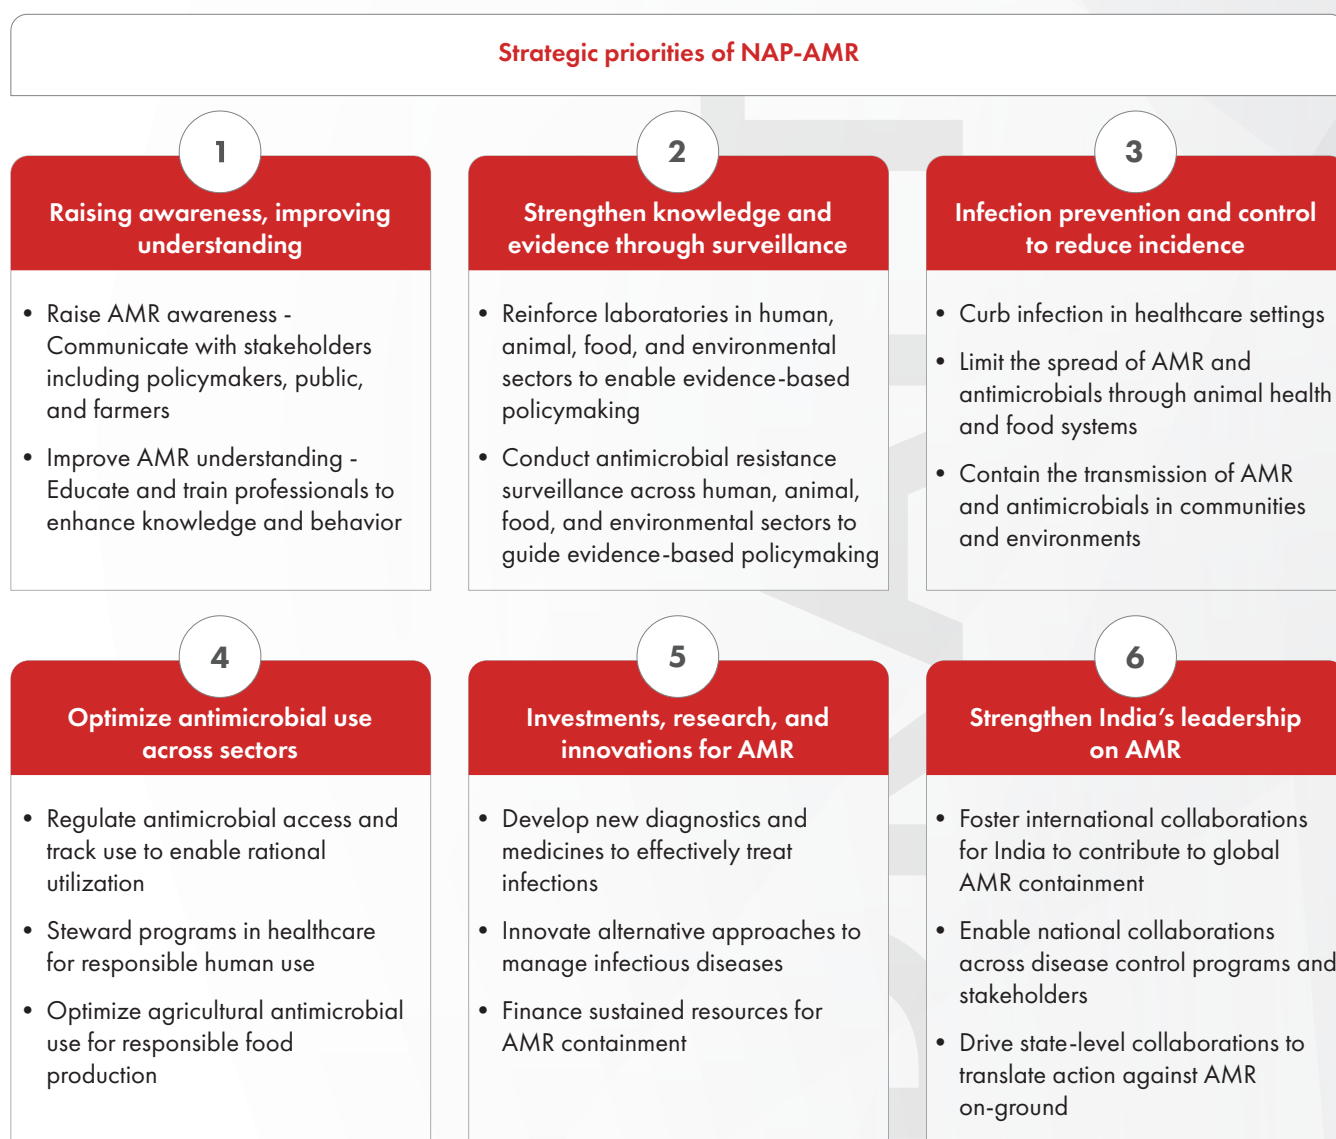 Strategic priorities of NAP-AMR
1
Raising awareness, improving
understanding
• Raise AMR awareness -
Communicate with stakeholders
including policymakers, public,
and farmers
• Improve AMR understanding -
Educate and train professionals to
enhance knowledge and behavior
2
Strengthen knowledge and
evidence through surveillance
• Reinforce laboratories in human,
animal, food, and environmental
sectors to enable evidence-based
policymaking
• Conduct antimicrobial resistance
surveillance across human, animal,
food, and environmental sectors to
guide evidence-based policymaking
3
Infection prevention and control
to reduce incidence
• Curb infection in healthcare settings
• Limit the spread of AMR and
antimicrobials through animal health
and food systems
• Contain the transmission of AMR
and antimicrobials in communities
and environments
4
Optimize antimicrobial use
across sectors
• Regulate antimicrobial access and
track use to enable rational
utilization
• Steward programs in healthcare
for responsible human use
• Optimize agricultural antimicrobial
use for responsible food
production
5
Investments, research, and
innovations for AMR
• Develop new diagnostics and
medicines to effectively treat
infections
• Innovate alternative approaches to
manage infectious diseases
• Finance sustained resources for
AMR containment
6
Strengthen India’s leadership
on AMR
• Foster international collaborations
for India to contribute to global
AMR containment
• Enable national collaborations
across disease control programs and
stakeholders
• Drive state-level collaborations to
translate action against AMR
on-ground